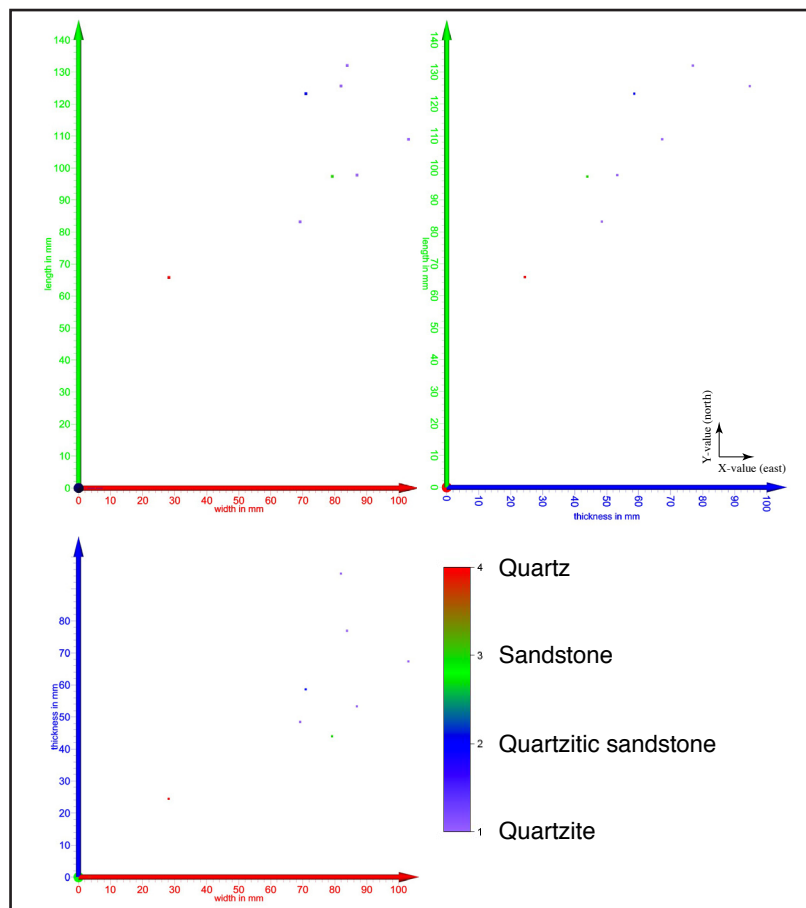 140
130
120
110
100
90
80
70
60
50
40
30
20
10
0
length in mm
0 10 20 30 40 50 60 70 80 90 100
width in mm
140
130
120
110
100
90
80
70
60
50
40
30
20
10
0
length in mm
0 10 20 30 40 50 60 70 80 90 100
thickness in mm
Y-value (north)
X-value (east)
80
70
60
50
40
30
20
10
0
thickness in mm
0 10 20 30 40 50 60 70 80 90 100
width in mm
4 Quartz
3 Sandstone
2 Quartzitic sandstone
1 Quartzite